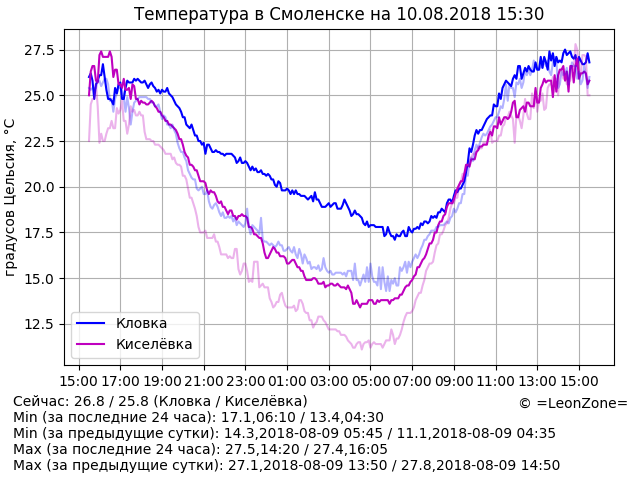 Температура в Смоленске на 10.08.2018 15:30
градусов Цельсия, °C
27.5
25.0
22.5
20.0
17.5
15.0
12.5
Кловка
Киселёвка
15:00 17:00 19:00 21:00 23:00 01:00 03:00 05:00 07:00 09:00 11:00 13:00 15:00
Сейчас: 26.8 / 25.8 (Кловка / Киселёвка)
© =LeonZone=
Min (за последние 24 часа): 17.1,06:10 / 13.4,04:30
Min (за предыдущие сутки): 14.3,2018-08-09 05:45 / 11.1,2018-08-09 04:35
Max (за последние 24 часа): 27.5,14:20 / 27.4,16:05
Max (за предыдущие сутки): 27.1,2018-08-09 13:50 / 27.8,2018-08-09 14:50